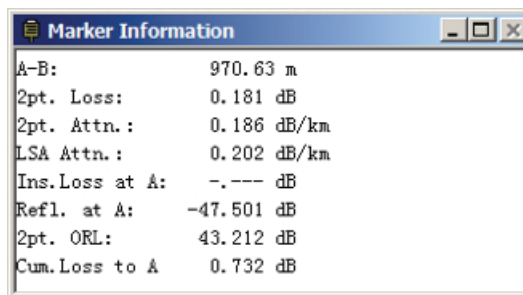 Marker Information
A-B: 970.63 m
2pt. Loss: 0.181 dB
2pt. Attn.: 0.186 dB/km
LSA Attn.: 0.202 dB/km
Ins.Loss at A: -.--- dB
Refl. at A: -47.501 dB
2pt. ORL: 43.212 dB
Cum.Loss to A 0.732 dB